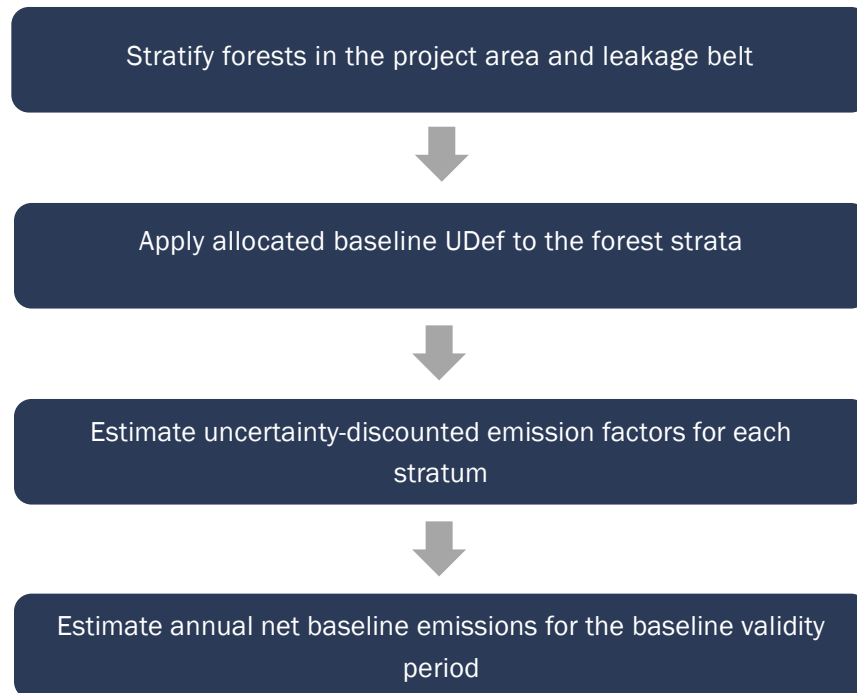 Stratify forests in the project area and leakage belt
Apply allocated baseline UDef to the forest strata
Estimate uncertainty-discounted emission factors for each
stratum
Estimate annual net baseline emissions for the baseline validity
period